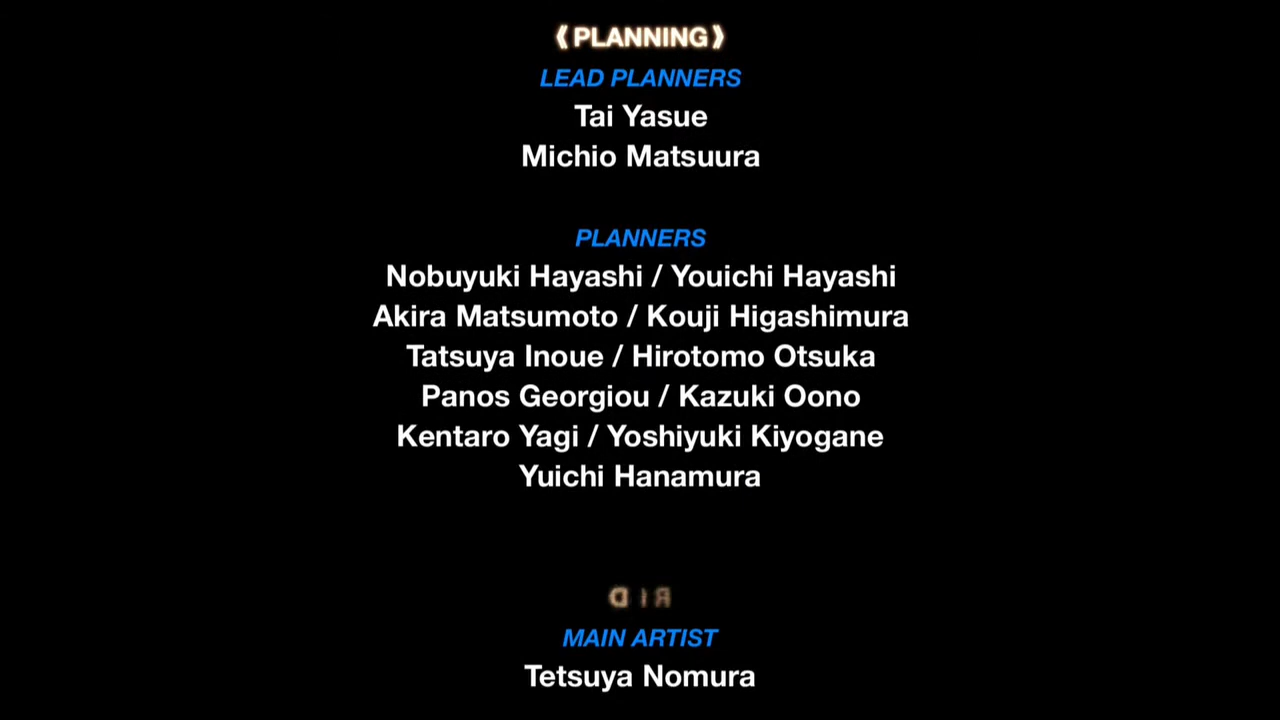 《PLANNING》
LEAD PLANNERS
Tai Yasue
Michio Matsuura
PLANNERS
Nobuyuki Hayashi / Youichi Hayashi
Akira Matsumoto / Kouji Higashimura
Tatsuya Inoue / Hirotomo Otsuka
Panos Georgiou / Kazuki Oono
Kentaro Yagi / Yoshiyuki Kiyogane
Yuichi Hanamura
MAIN ARTIST
Tetsuya Nomura